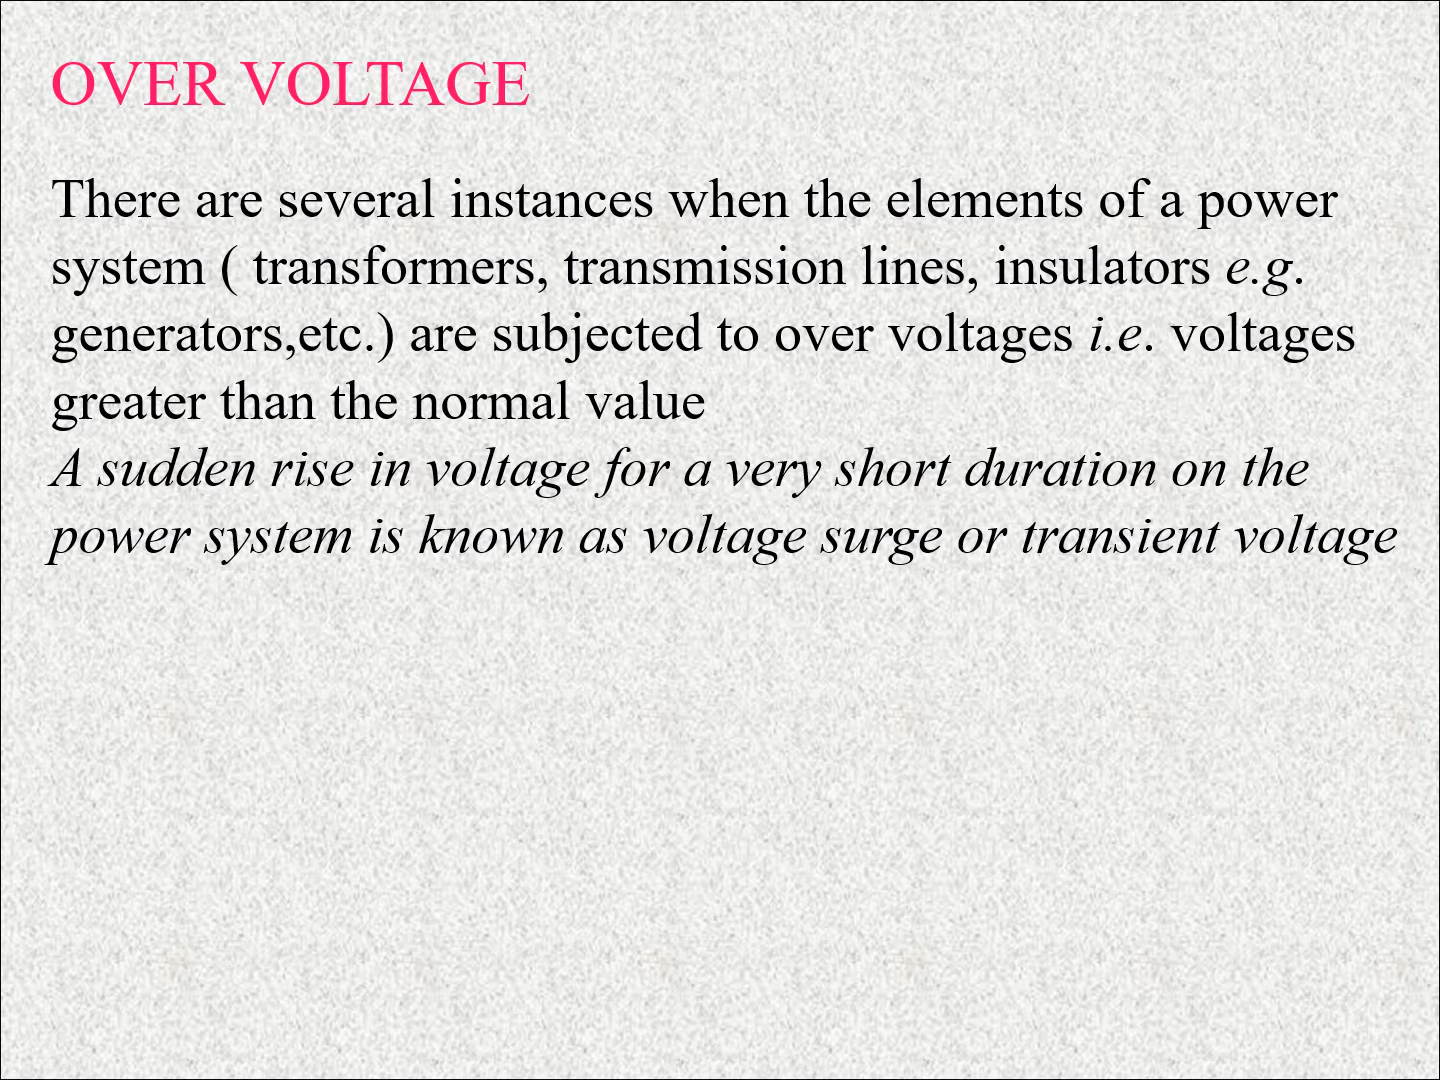 OVER VOLTAGE
There are several instances when the elements of a power
system ( transformers, transmission lines, insulators e.g.
generators,etc.) are subjected to over voltages i.e. voltages
greater than the normal value
A sudden rise in voltage for a very short duration on the
power system is known as voltage surge or transient voltage